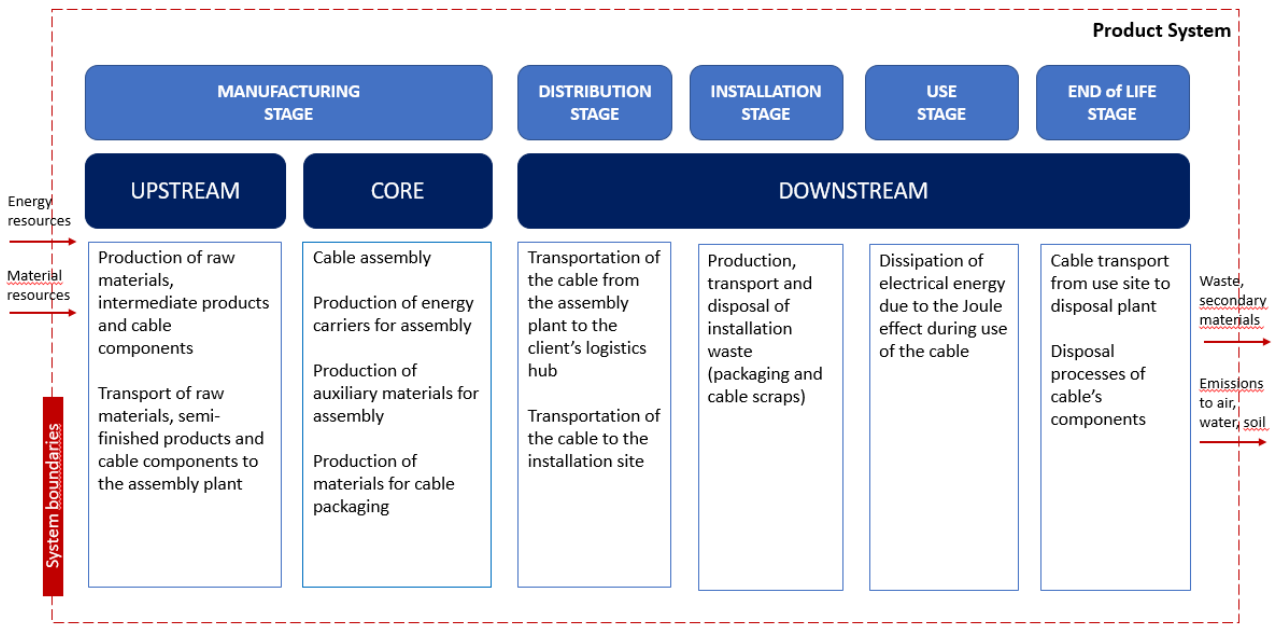 Product System
MANUFACTURING
STAGE
DISTRIBUTION
STAGE
INSTALLATION
STAGE
USE
STAGE
END of LIFE
STAGE
UPSTREAM
CORE
DOWNSTREAM
Energy
resources
Material
resources
System boundaries
Production of raw
materials,
intermediate products
and cable
components
Transport of raw
materials, semi-
finished products and
cable components to
the assembly plant
Cable assembly
Production of energy
carriers for assembly
Production of
auxiliary materials for
assembly
Production of
materials for cable
packaging
Transportation of
the cable from
the assembly
plant to the
client's logistics
hub
Transportation of
the cable to the
installation site
Production,
transport and
disposal of
installation
waste
(packaging and
cable scraps)
Dissipation of
electrical energy
due to the Joule
effect during use
of the cable
Cable transport
from use site to
disposal plant
Disposal
processes of
cable's
components
Waste,
secondary
materials
Emissions
to air,
water, soil